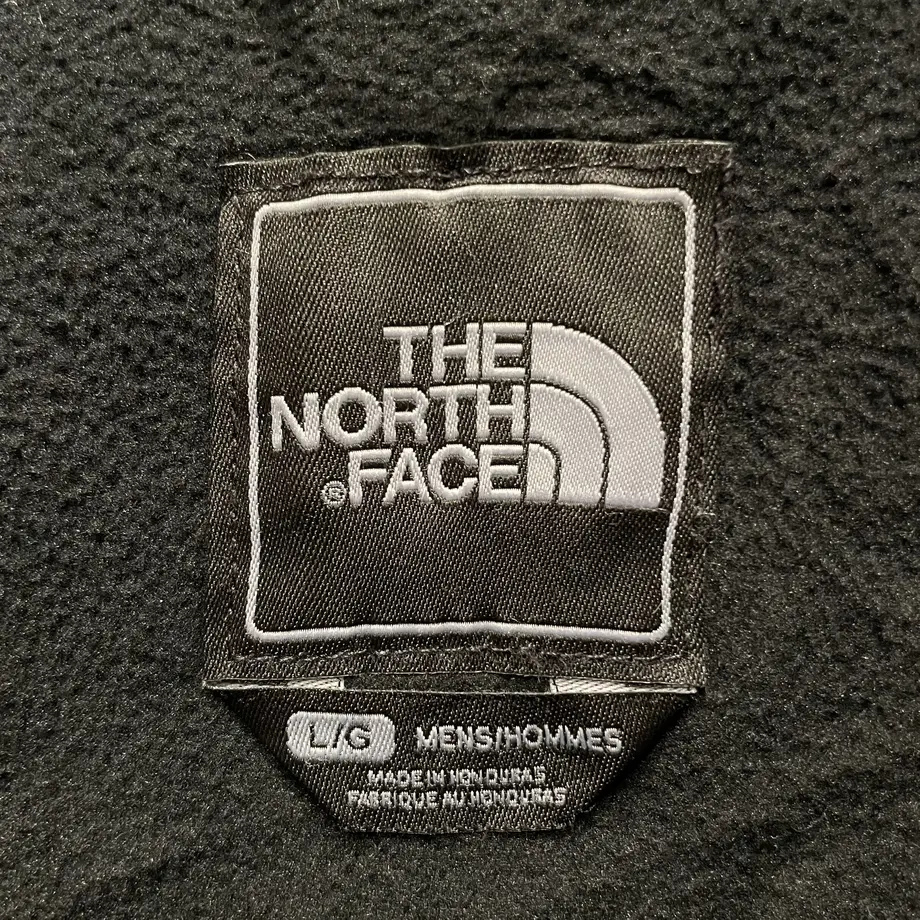 THE
NORTH
®FACE
L/G MENS/HOMMES
MADE IN HONDURAS
FABRIQUE AU HONDURAS